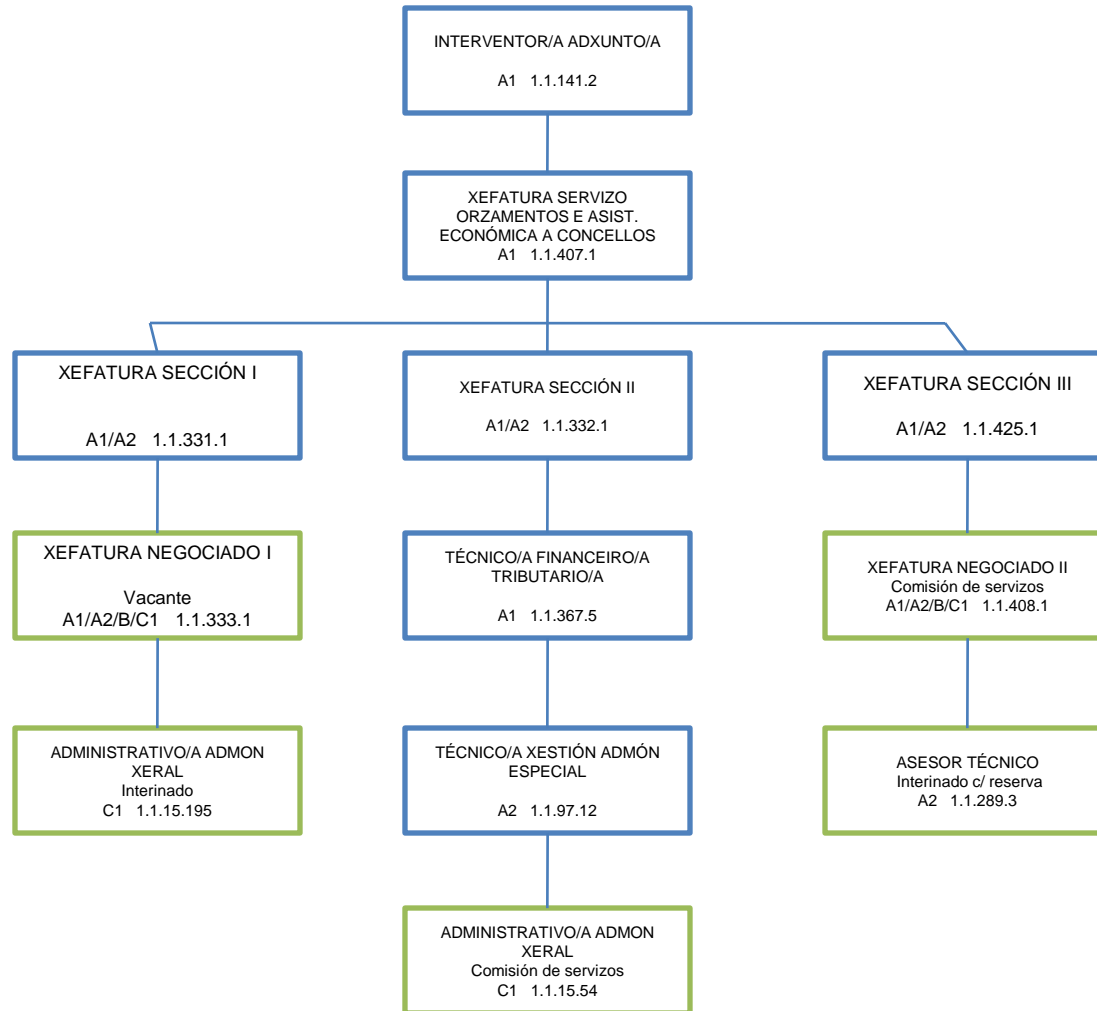 INTERVENTOR/A ADXUNTO/A
A1 1.1.141.2
XEFATURA SERVIZO
ORZAMENTOS E ASIST.
ECONÓMICA A CONCELLOS
A1 1.1.407.1
XEFATURA SECCIÓN I
A1/A2 1.1.331.1
XEFATURA SECCIÓN II
A1/A2 1.1.332.1
XEFATURA SECCIÓN III
A1/A2 1.1.425.1
XEFATURA NEGOCIADO I
Vacante
A1/A2/B/C1 1.1.333.1
TÉCNICO/A FINANCEIRO/A
TRIBUTARIO/A
A1 1.1.367.5
XEFATURA NEGOCIADO II
Comisión de servizos
A1/A2/B/C1 1.1.408.1
ADMINISTRATIVO/A ADMON
XERAL
Interinado
C1 1.1.15.195
TÉCNICO/A XESTIÓN ADMÓN
ESPECIAL
A2 1.1.97.12
ASESOR TÉCNICO
Interinado c/ reserva
A2 1.1.289.3
ADMINISTRATIVO/A ADMON
XERAL
Comisión de servizos
C1 1.1.15.54